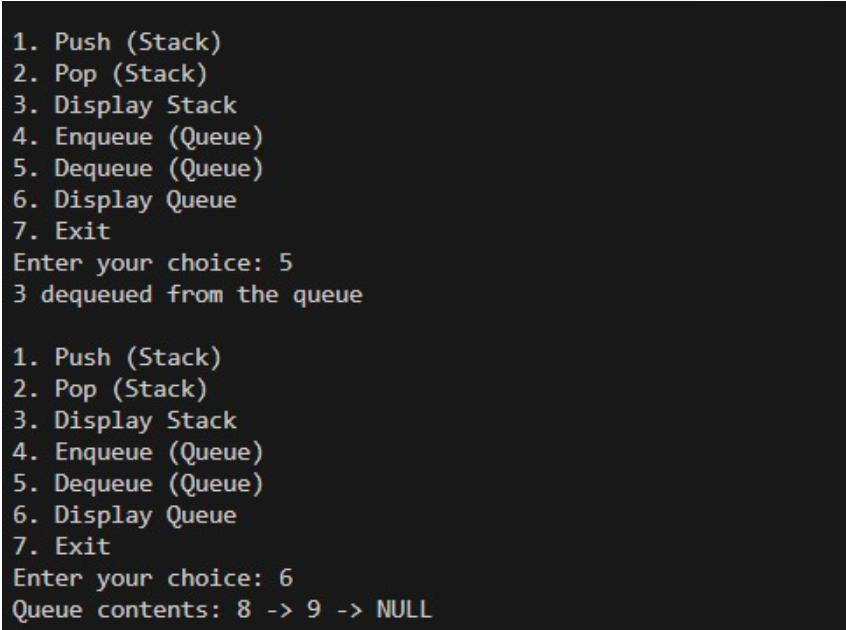 1. Push (Stack)
2. Pop (Stack)
3. Display Stack
4. Enqueue (Queue)
5. Dequeue (Queue)
6. Display Queue
7. Exit
Enter your choice: 5
3 dequeued from the queue

1. Push (Stack)
2. Pop (Stack)
3. Display Stack
4. Enqueue (Queue)
5. Dequeue (Queue)
6. Display Queue
7. Exit
Enter your choice: 6
Queue contents: 8 -> 9 -> NULL